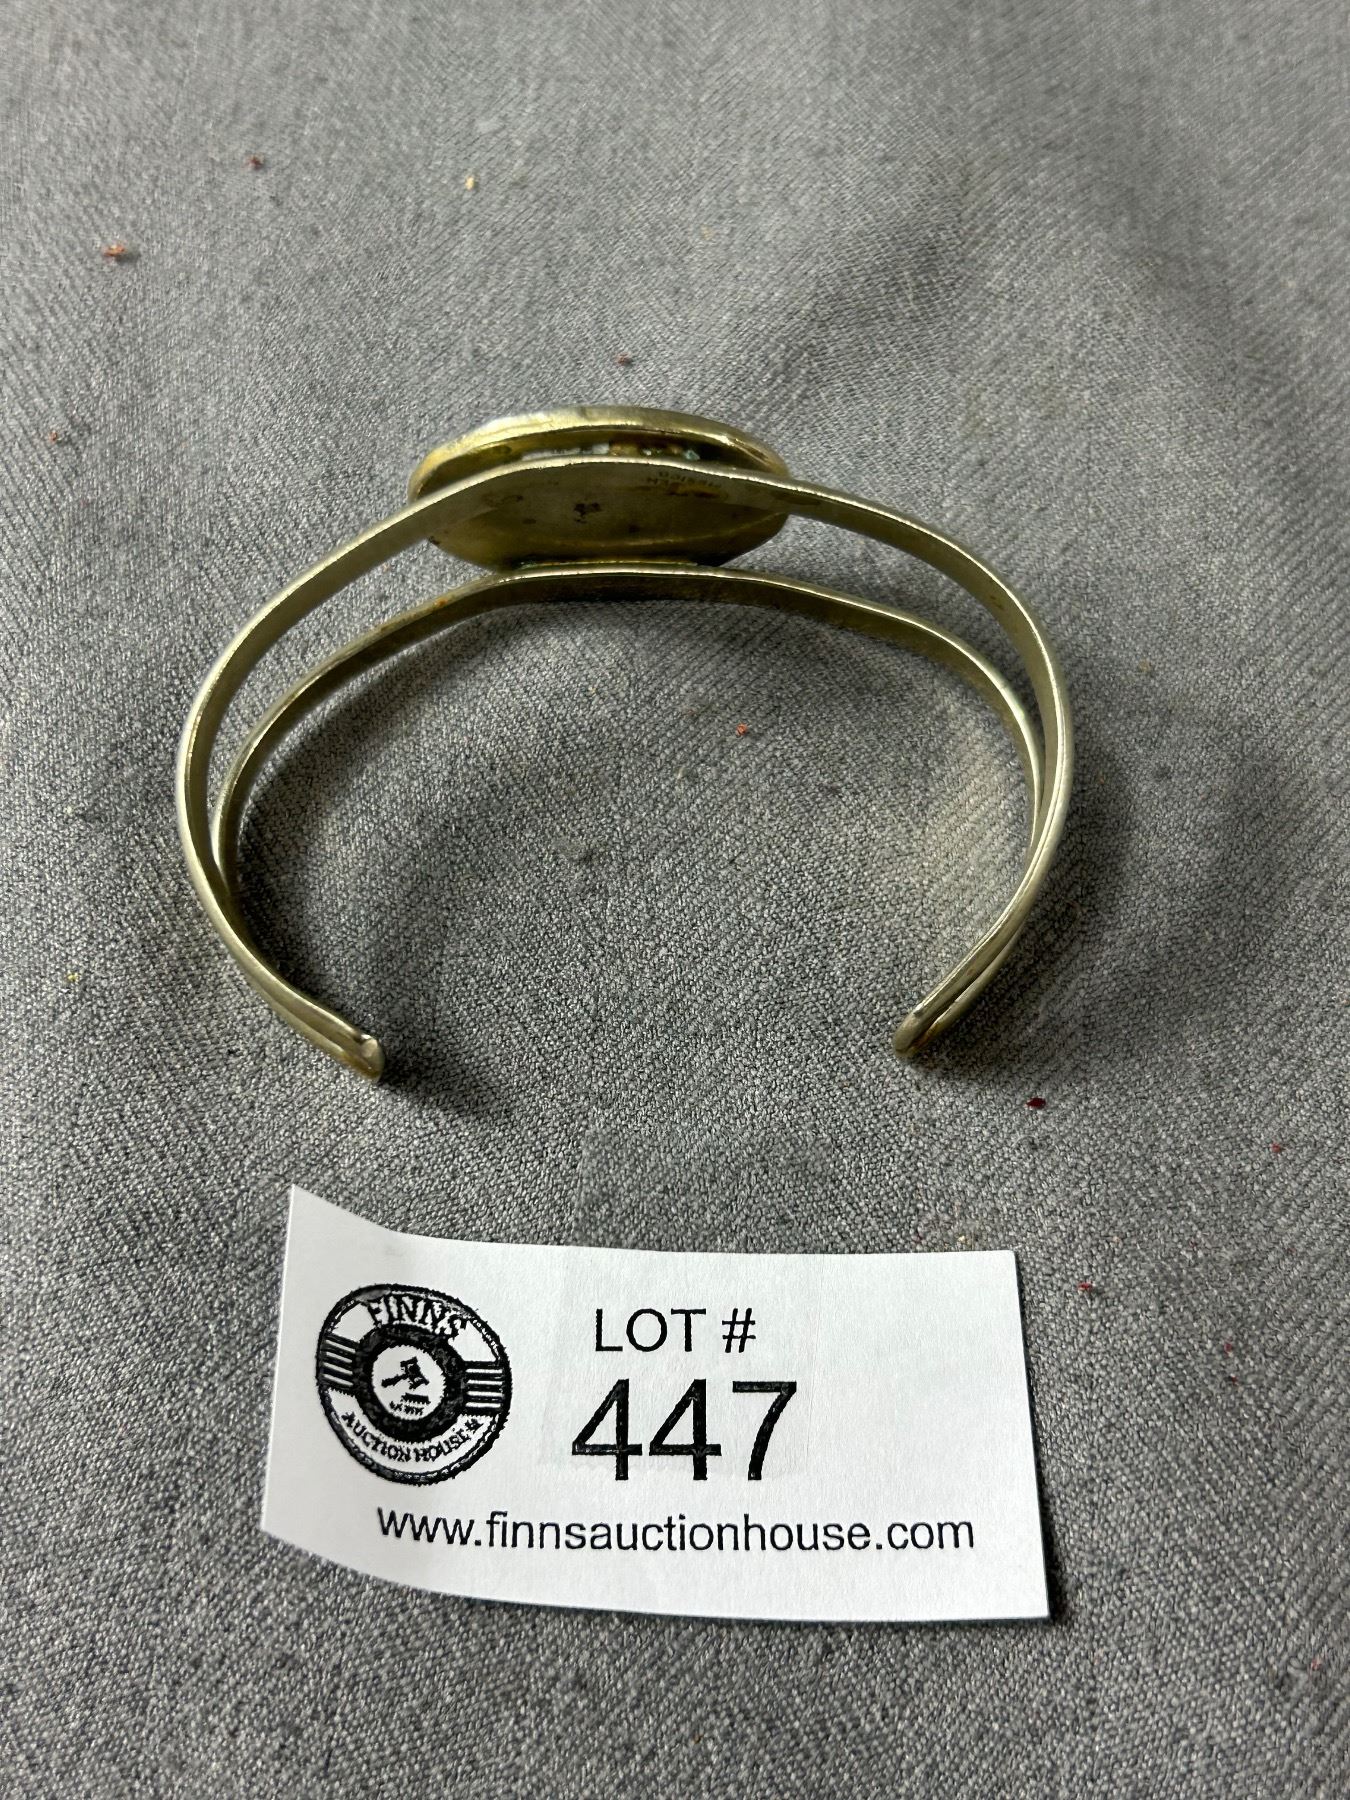 FINNS
AUCTION HOUSE
LOT #
447
www.finnsauctionhouse.com